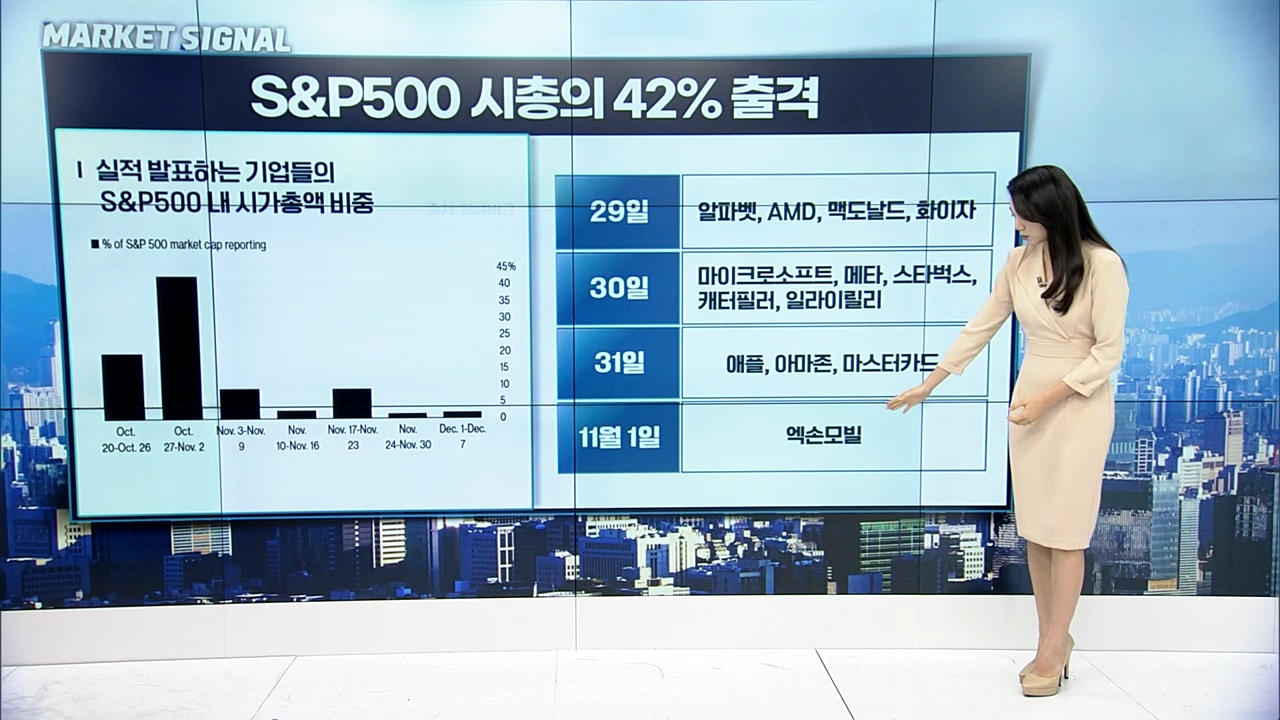 MARKET SIGNAL
S&P500 시총의 42% 출격
실적 발표하는 기업들의
S&P500 내 시가총액 비중
% of S&P 500 market cap reporting
45%
40
35
30
25
20
15
10
5
0
Oct. 20-Oct. 26
Oct. 27-Nov. 2
Nov. 3-Nov. 9
Nov. 10-Nov. 16
Nov. 17-Nov. 23
Nov. 24-Nov. 30
Dec. 1-Dec. 7
29일 알파벳, AMD, 맥도날드, 화이자
30일 마이크로소프트, 메타, 스타벅스,
캐터필러, 일라이릴리
31일 애플, 아마존, 마스터카드
11월 1일 엑손모빌